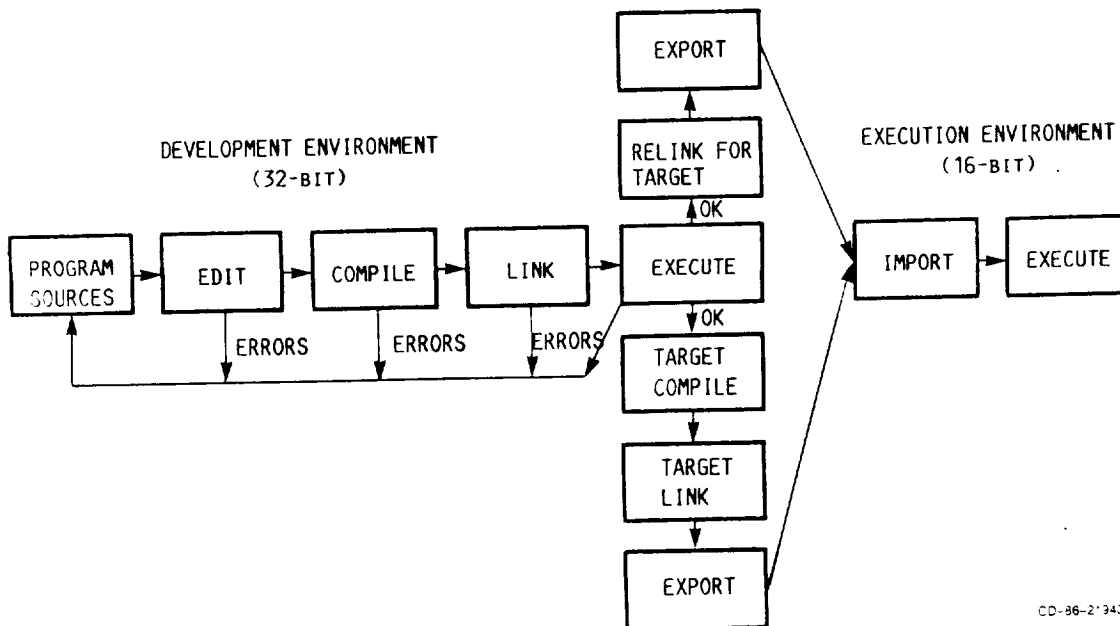 EXPORT
DEVELOPMENT ENVIRONMENT
(32-BIT)
RELINK FOR
TARGET
EXECUTION ENVIRONMENT
(16-BIT)
OK
PROGRAM
SOURCES
EDIT
COMPILE
LINK
EXECUTE
IMPORT
EXECUTE
ERRORS
ERRORS
ERRORS
OK
TARGET
COMPILE
TARGET
LINK
EXPORT